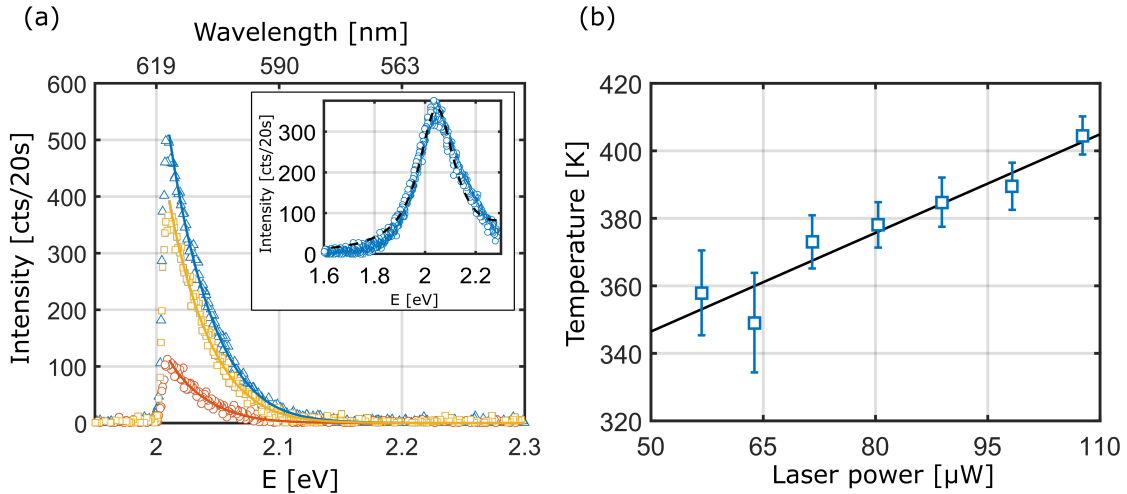 (a)
Wavelength [nm]
619 590 563
600
500
400
300
200
100
0
Intensity [cts/20s]
2 2.1 2.2 2.3
E [eV]
300
200
100
0
Intensity [cts/20s]
1.6 1.8 2 2.2
E [eV]
(b)
420
400
380
360
340
320
Temperature [K]
50 65 80 95 110
Laser power [µW]